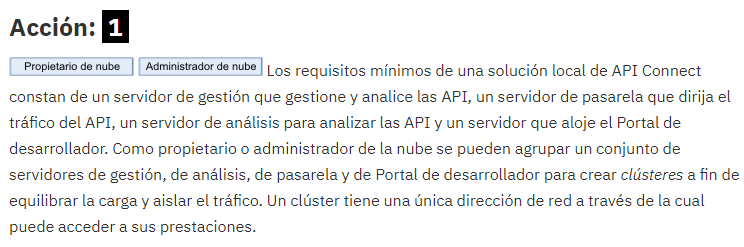 Acción: 1
Propietario de nube Administrador de nube Los requisitos mínimos de una solución local de API Connect
constan de un servidor de gestión que gestione y analice las API, un servidor de pasarela que dirija el
tráfico del API, un servidor de análisis para analizar las API y un servidor que aloje el Portal de
desarrollador. Como propietario o administrador de la nube se pueden agrupar un conjunto de
servidores de gestión, de análisis, de pasarela y de Portal de desarrollador para crear clústeres a fin de
equilibrar la carga y aislar el tráfico. Un clúster tiene una única dirección de red a través de la cual
puede acceder a sus prestaciones.